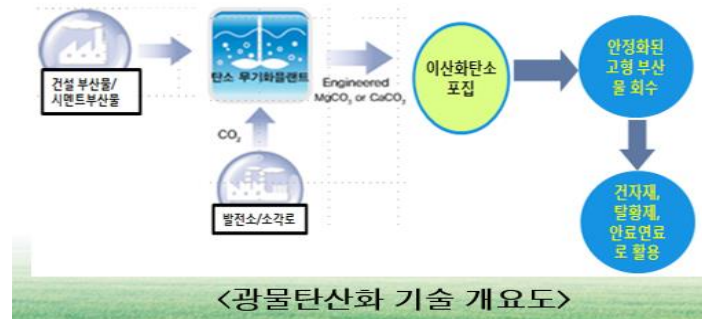 건설 부산물/
시멘트부산물
탄소 무기화플랜트
Engineered
MgCO₃ or CaCO₃
CO₂
발전소/소각로
이산화탄소
포집
안정화된
고형 부산
물 회수
건자재,
탈황제,
안료연료
로 활용
<광물탄산화 기술 개요도>